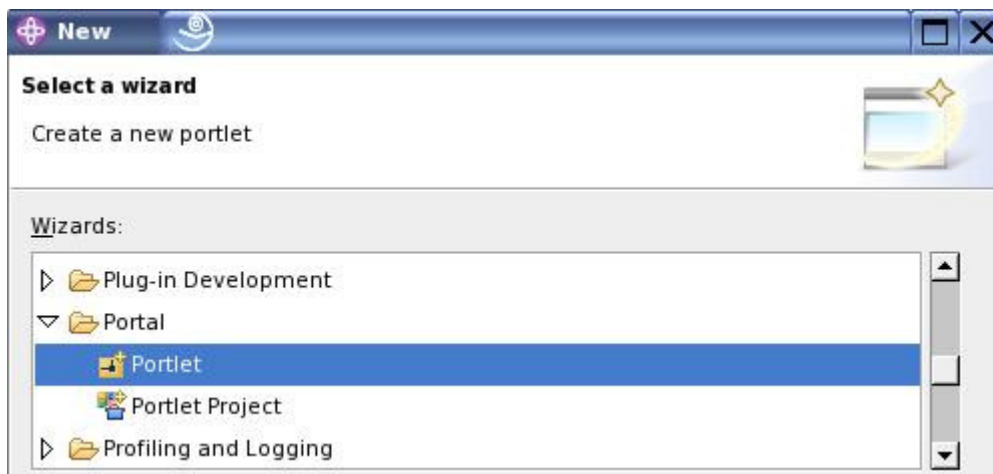 New
Select a wizard
Create a new portlet
Wizards:
Plug-in Development
Portal
Portlet
Portlet Project
Profiling and Logging